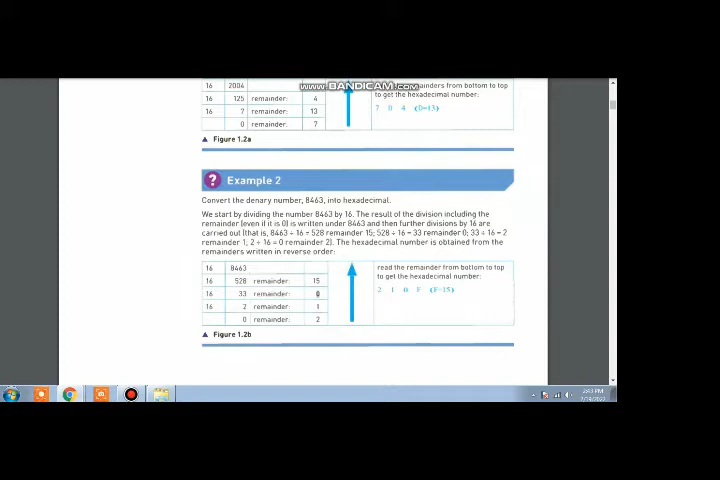 www.BANDICAM.com
16 2004 remainders from bottom to top
16 125 remainder: 4 to get the hexadecimal number:
16 7 remainder: 13 7 D 4 (D=13)
0 remainder: 7
▲ Figure 1.2a
? Example 2
Convert the denary number, 8463, into hexadecimal.
We start by dividing the number 8463 by 16. The result of the division including the
remainder (even if it is 0) is written under 8463 and then further divisions by 16 are
carried out (that is, 8463 ÷ 16 = 528 remainder 15; 528 ÷ 16 = 33 remainder 0; 33 ÷ 16 = 2
remainder 1; 2 ÷ 16 = 0 remainder 2). The hexadecimal number is obtained from the
remainders written in reverse order:
16 8463 read the remainder from bottom to top
16 528 remainder: 15 to get the hexadecimal number:
16 33 remainder: 0 2 1 0 F (F=15)
16 2 remainder: 1
0 remainder: 2
▲ Figure 1.2b
2:43 PM